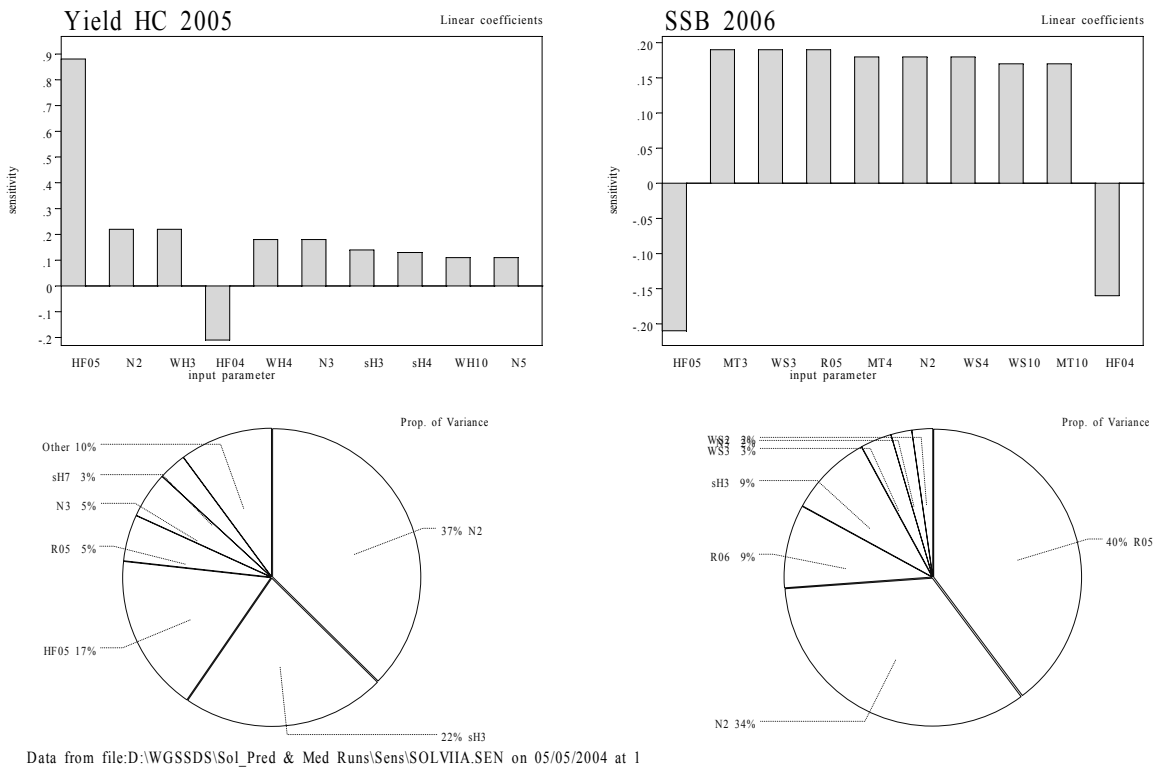 Yield HC 2005
Linear coefficients
.9
.8
.7
.6
.5
.4
.3
.2
.1
0
-.1
-.2
sensitivity
HF05 N2 WH3 HF04 WH4 N3 sH3 sH4 WH10 N5
input parameter
SSB 2006
Linear coefficients
.20
.15
.10
.05
0
-.05
-.10
-.15
-.20
sensitivity
HF05 MT3 WS3 R05 MT4 N2 WS4 WS10 MT10 HF04
input parameter
Prop. of Variance
Other 10%
sH7 3%
N3 5%
R05 5%
HF05 17%
37% N2
22% sH3
Prop. of Variance
WS2
WS3 3%
sH3 9%
R06 9%
N2 34%
40% R05
Data from file:D:\WGSSDS\Sol_Pred & Med Runs\Sens\SOLVIIA.SEN on 05/05/2004 at 1